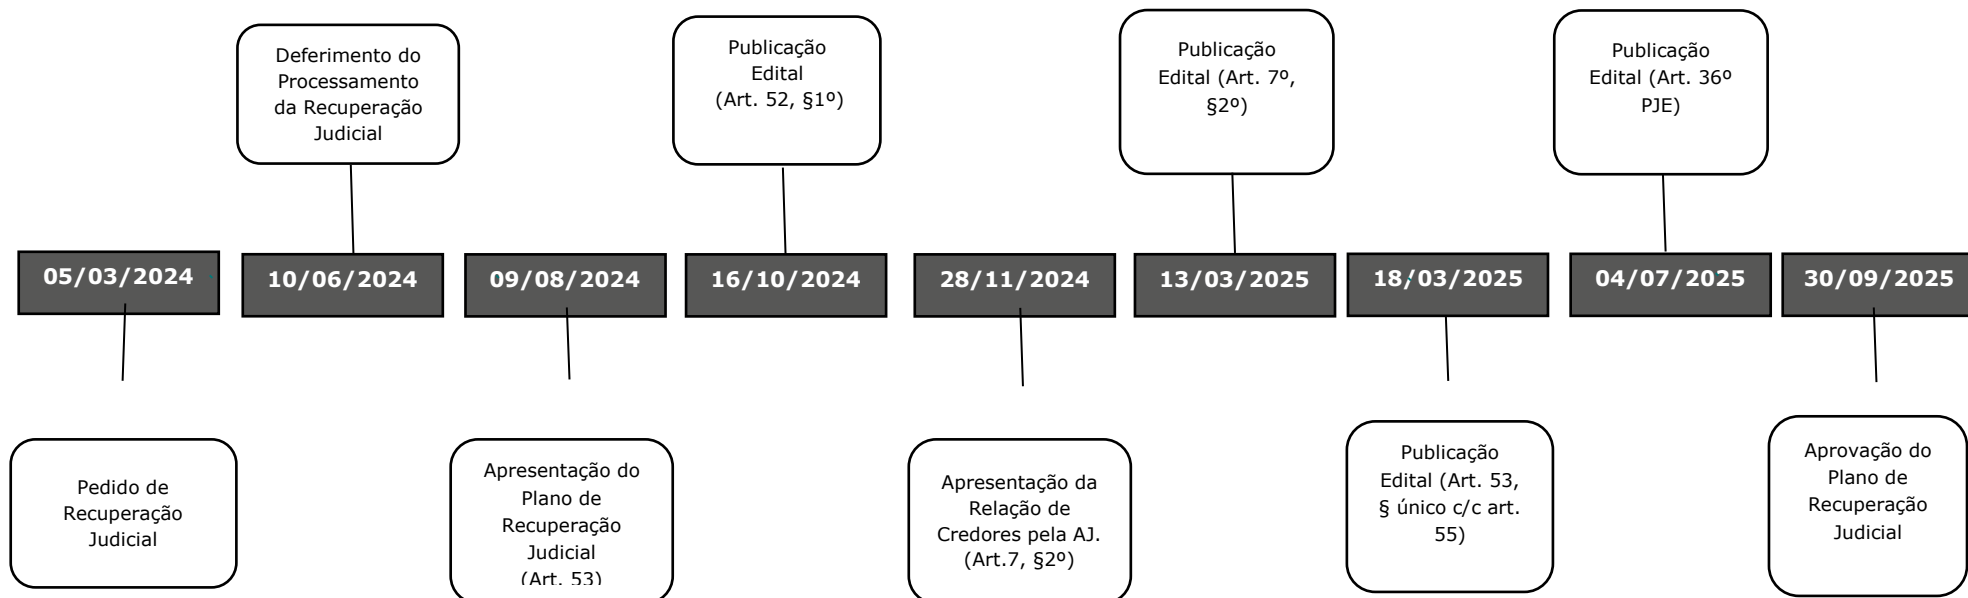 Deferimento do
Processamento
da Recuperação
Judicial
Publicação
Edital
(Art. 52, §1º)
Publicação
Edital (Art. 7º,
§2º)
Publicação
Edital (Art. 36º
PJE)
05/03/2024
10/06/2024
09/08/2024
16/10/2024
28/11/2024
13/03/2025
18/03/2025
04/07/2025
30/09/2025
Pedido de
Recuperação
Judicial
Apresentação do
Plano de
Recuperação
Judicial
(Art. 53)
Apresentação da
Relação de
Credores pela AJ.
(Art.7, §2º)
Publicação
Edital (Art. 53,
§ único c/c art.
55)
Aprovação do
Plano de
Recuperação
Judicial